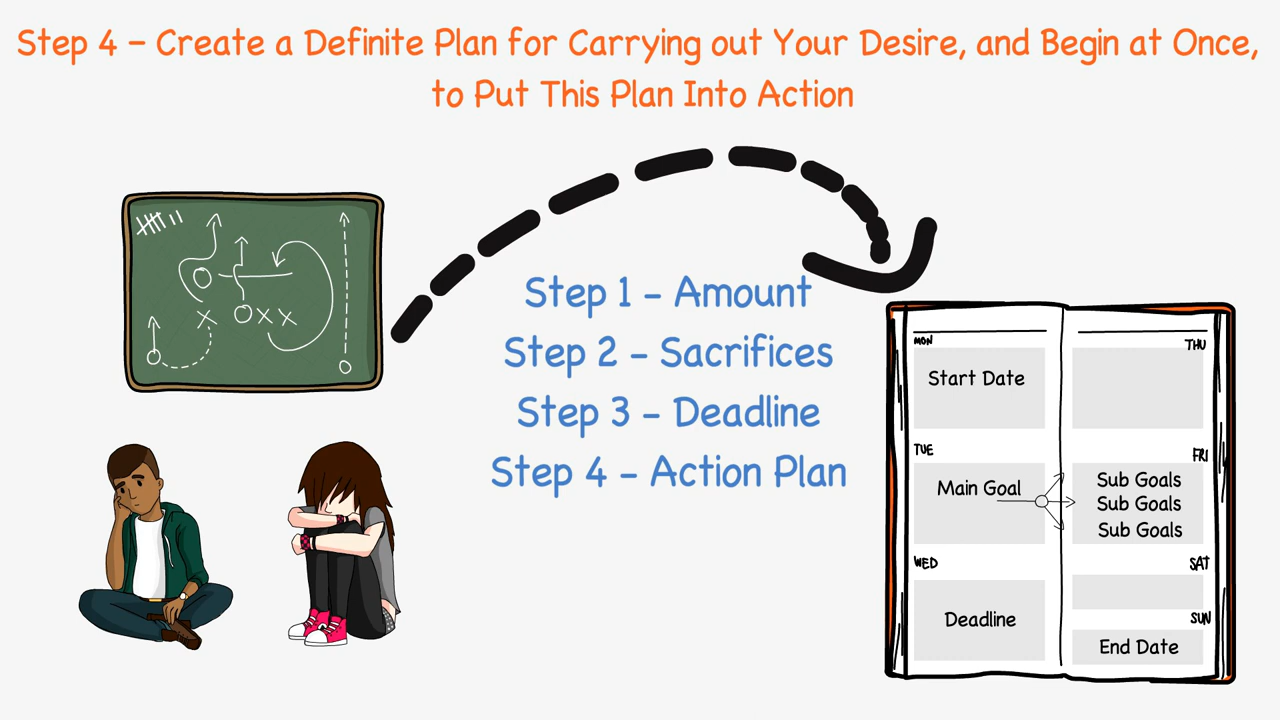 Step 4 – Create a Definite Plan for Carrying out Your Desire, and Begin at Once,
to Put This Plan Into Action
Step 1 – Amount
Step 2 – Sacrifices
Step 3 – Deadline
Step 4 – Action Plan
MON
Start Date
TUE
Main Goal
WED
Deadline
THU
FRI
Sub Goals
Sub Goals
Sub Goals
SAT
SUN
End Date